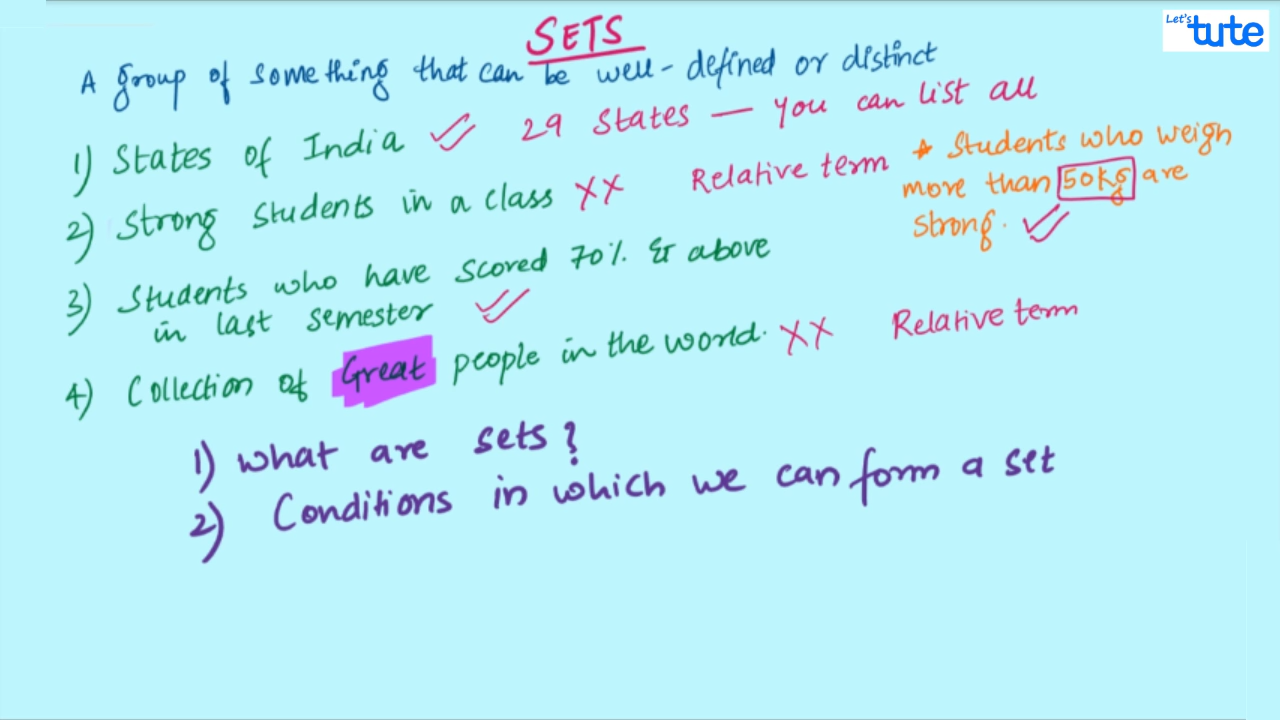 SETS
Let's tute
A group of something that can be well-defined or distinct
1) States of India 29 States — you can list all
2) Strong students in a class XX Relative term
* Students who weigh
more than 50Kg are
strong.
3) Students who have scored 70% & above
in last semester
4) Collection of Great people in the world. XX Relative term
1) what are sets?
2) Conditions in which we can form a set